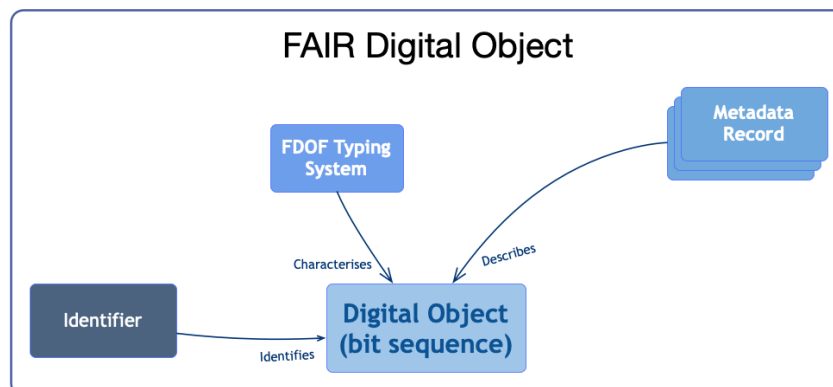 FAIR Digital Object
Metadata
Record
FDOF Typing
System
Characterises
Describes
Identifier
Identifies
Digital Object
(bit sequence)